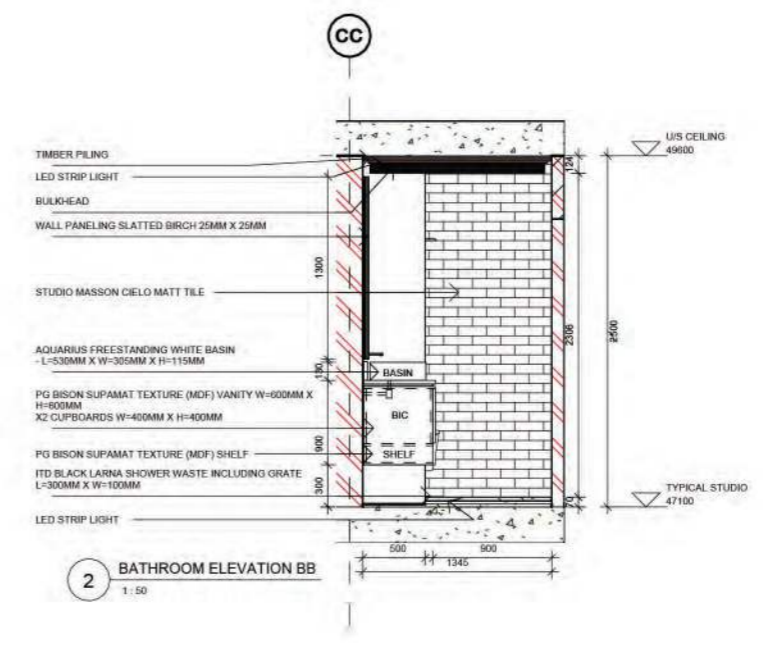 CC
TIMBER PILING
LED STRIP LIGHT
BULKHEAD
WALL PANELING SLATTED BIRCH 25MM X 25MM
STUDIO MASSON CIELO MATT TILE
AQUARIUS FREESTANDING WHITE BASIN
- L=530MM X W=305MM X H=115MM
PG BISON SUPAMAT TEXTURE (MDF) VANITY W=600MM X
H=600MM
X2 CUPBOARDS W=400MM X H=400MM
PG BISON SUPAMAT TEXTURE (MDF) SHELF
ITD BLACK LARNA SHOWER WASTE INCLUDING GRATE
L=300MM X W=100MM
LED STRIP LIGHT
1300
130
900
300
BASIN
BIC
SHELF
124
2306
70
2500
U/S CEILING
49600
TYPICAL STUDIO
47100
500
900
1345
2
BATHROOM ELEVATION BB
1 : 50